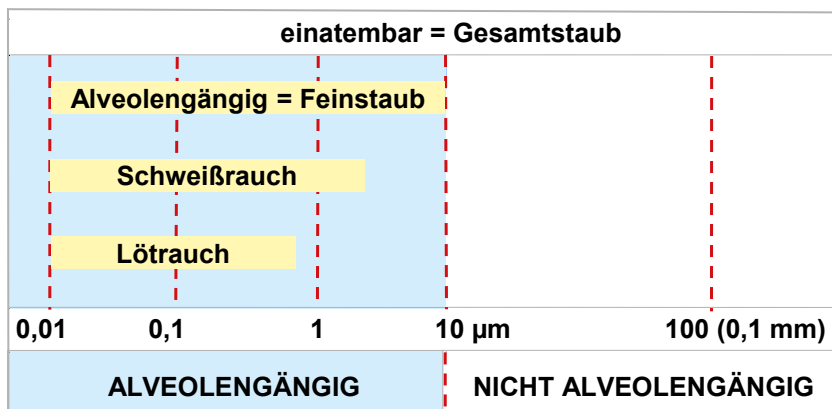 einatembar = Gesamtstaub
Alveolengängig = Feinstaub
Schweißrauch
Lötrauch
0,01 0,1 1 10 µm 100 (0,1 mm)
ALVEOLENGÄNGIG NICHT ALVEOLENGÄNGIG